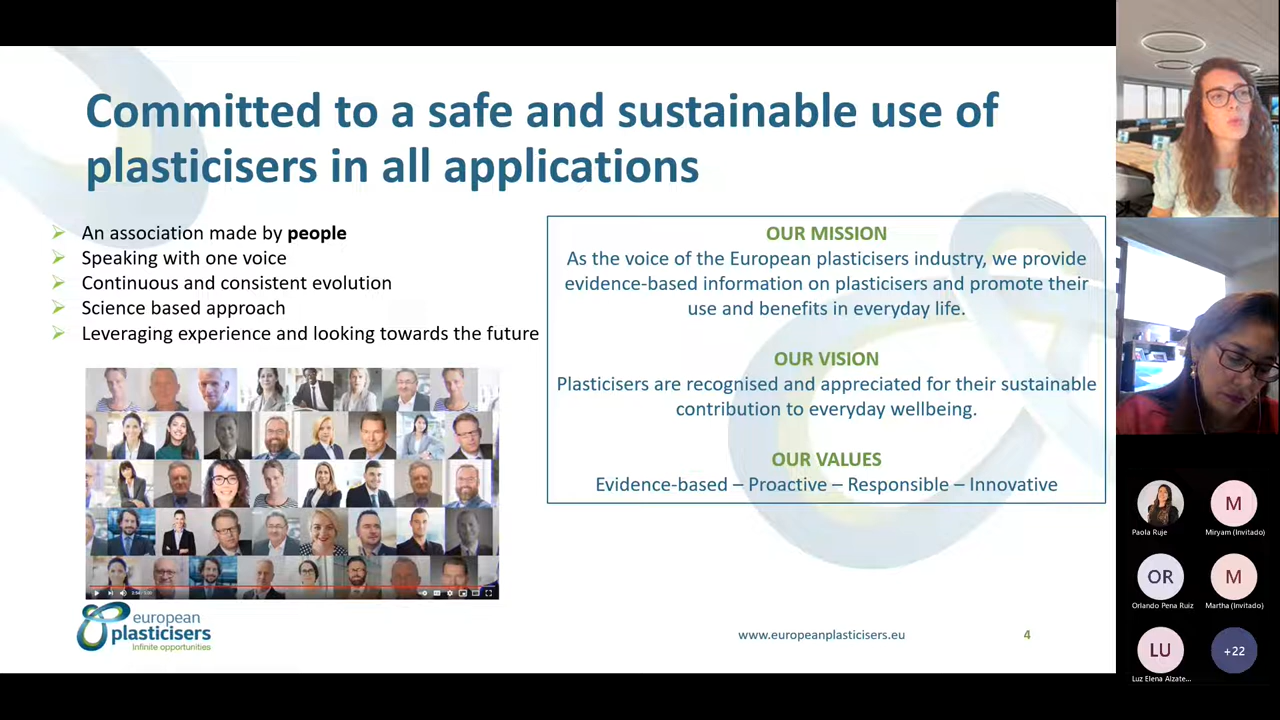 Committed to a safe and sustainable use of
plasticisers in all applications
An association made by people
Speaking with one voice
Continuous and consistent evolution
Science based approach
Leveraging experience and looking towards the future
OUR MISSION
As the voice of the European plasticisers industry, we provide
evidence-based information on plasticisers and promote their
use and benefits in everyday life.
OUR VISION
Plasticisers are recognised and appreciated for their sustainable
contribution to everyday wellbeing.
OUR VALUES
Evidence-based – Proactive – Responsible – Innovative
european
plasticisers
Infinite opportunities
www.europeanplasticisers.eu
4
M
Paola Ruje
Miryam (Invitado)
OR
M
Orlando Pena Ruiz
Martha (Invitado)
LU
+22
Luz Elena Alzate...